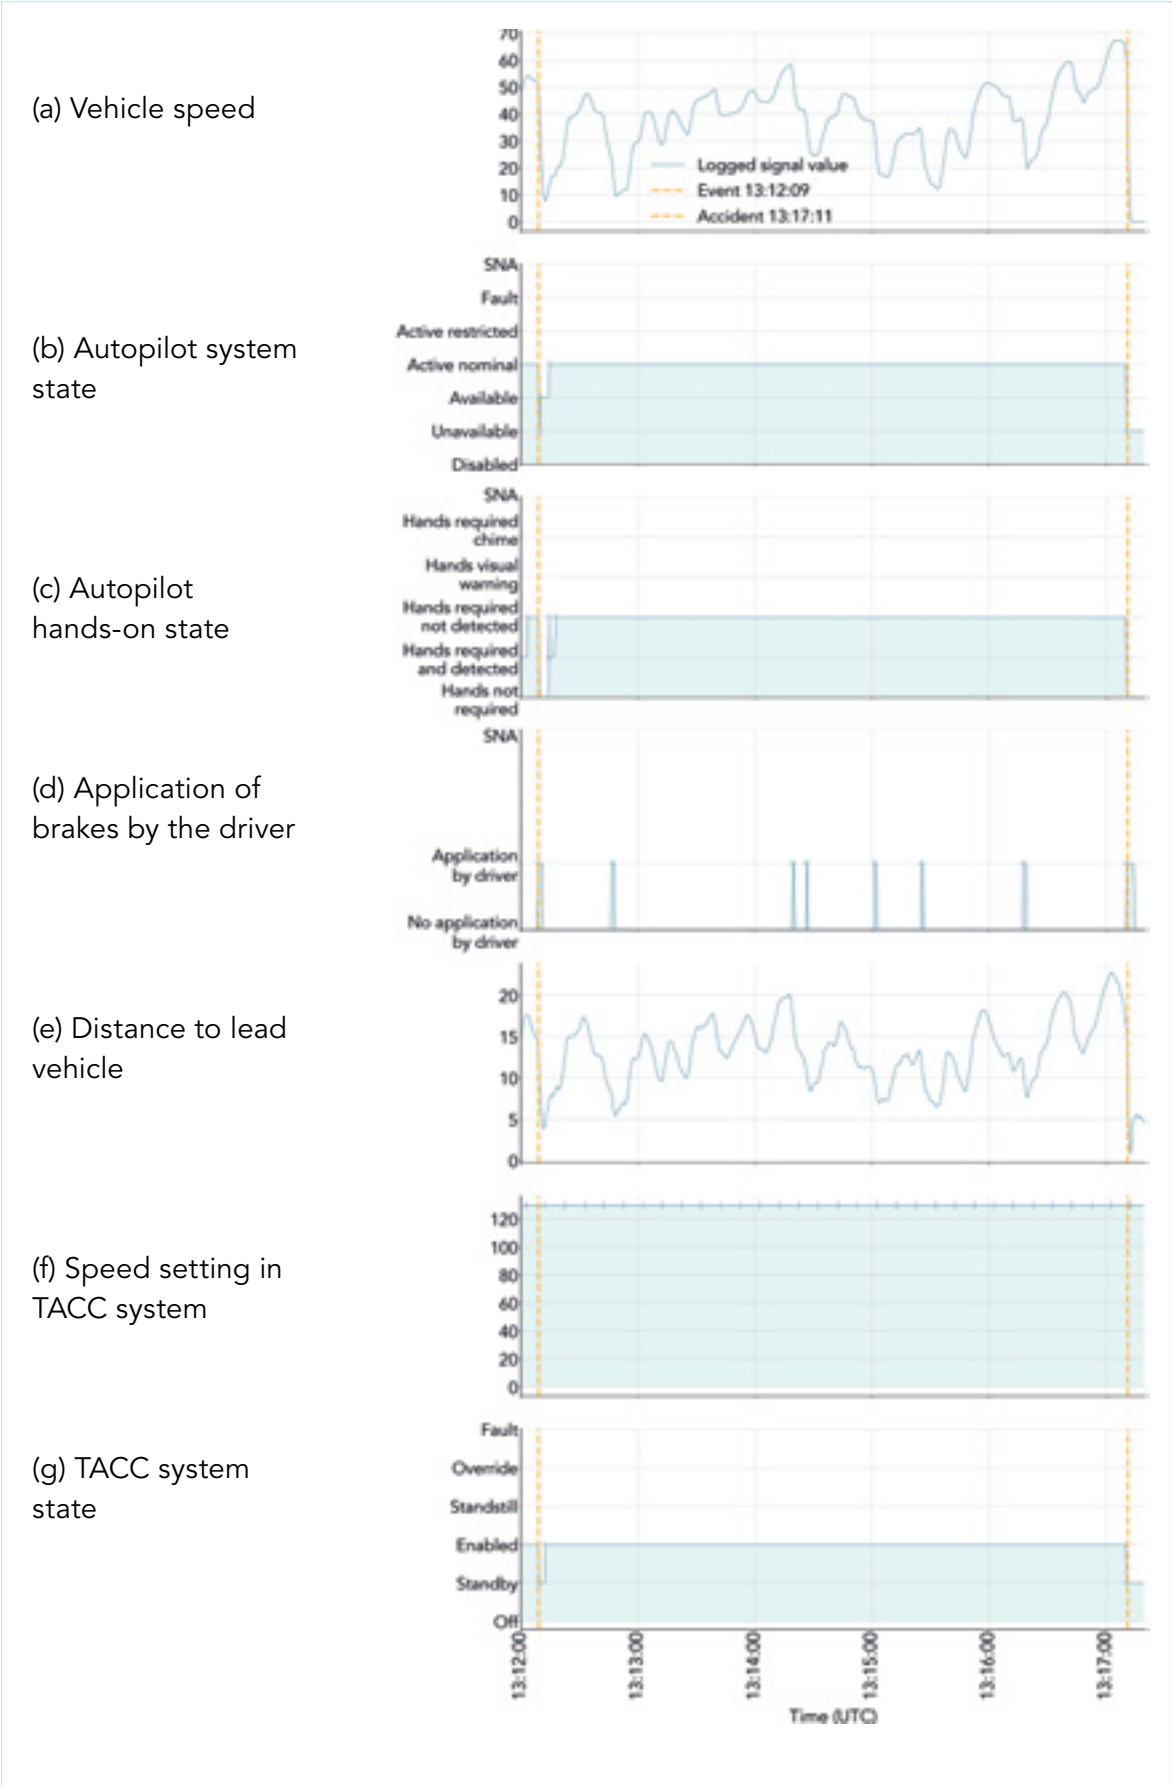 (a) Vehicle speed
70
60
50
40
30
20
10
0
Logged signal value
Event 13:12:09
Accident 13:17:11
(b) Autopilot system
state
SNA
Fault
Active restricted
Active nominal
Available
Unavailable
Disabled
(c) Autopilot
hands-on state
SNA
Hands required
chime
Hands visual
warning
Hands required
not detected
Hands required
and detected
Hands not
required
(d) Application of
brakes by the driver
SNA
Application
by driver
No application
by driver
(e) Distance to lead
vehicle
20
15
10
5
0
(f) Speed setting in
TACC system
120
100
80
60
40
20
0
(g) TACC system
state
Fault
Override
Standstill
Enabled
Standby
Off
13:12:00
13:13:00
13:14:00
13:15:00
13:16:00
13:17:00
Time (UTC)